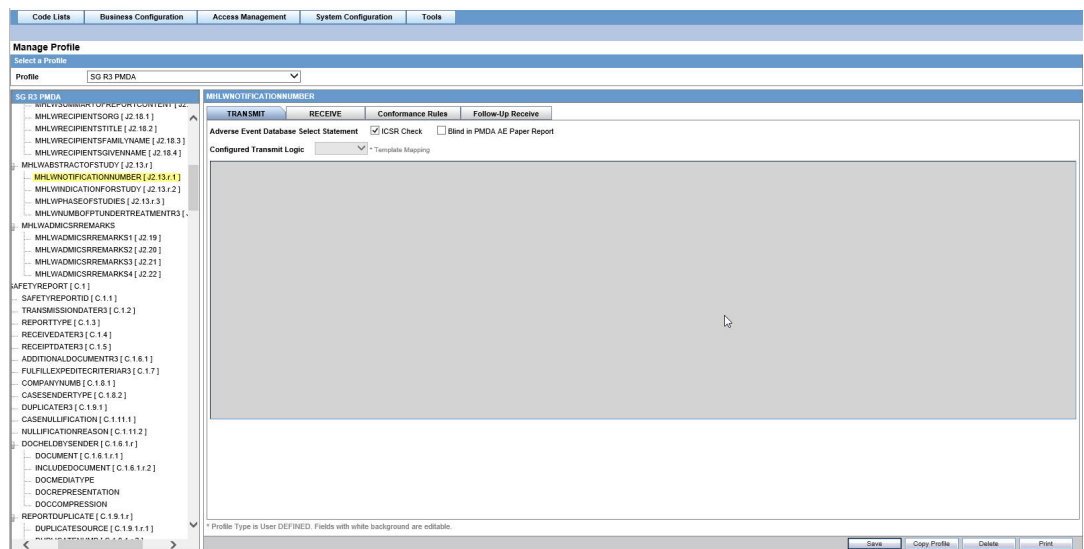 Code Lists Business Configuration Access Management System Configuration Tools
Manage Profile
Select a Profile
Profile SG R3 PMDA
SG R3 PMDA
MHLWSUMMARYOFREPORTCONTENT [ J2.
MHLWRECIPIENTSORG [ J2.18.1 ]
MHLWRECIPIENTSTITLE [ J2.18.2 ]
MHLWRECIPIENTSFAMILYNAME [ J2.18.3 ]
MHLWRECIPIENTSGIVENNAME [ J2.18.4 ]
MHLWABSTRACTOFSTUDY [ J2.13.r ]
MHLWNOTIFICATIONNUMBER [ J2.13.r.1 ]
MHLWINDICATIONFORSTUDY [ J2.13.r.2 ]
MHLWPHASEOFSTUDIES [ J2.13.r.3 ]
MHLWNUMBOFPTUNDERTREATMENTR3 [ J
MHLWADMICSRREMARKS
MHLWADMICSRREMARKS1 [ J2.19 ]
MHLWADMICSRREMARKS2 [ J2.20 ]
MHLWADMICSRREMARKS3 [ J2.21 ]
MHLWADMICSRREMARKS4 [ J2.22 ]
SAFETYREPORT [ C.1 ]
SAFETYREPORTID [ C.1.1 ]
TRANSMISSIONDATER3 [ C.1.2 ]
REPORTTYPE [ C.1.3 ]
RECEIVEDATER3 [ C.1.4 ]
RECEIPTDATER3 [ C.1.5 ]
ADDITIONALDOCUMENTR3 [ C.1.6.1 ]
FULFILLEXPEDITECRITERIAR3 [ C.1.7 ]
COMPANYNUMB [ C.1.8.1 ]
CASESENDERTYPE [ C.1.8.2 ]
DUPLICATER3 [ C.1.9.1 ]
CASENULLIFICATION [ C.1.11.1 ]
NULLIFICATIONREASON [ C.1.11.2 ]
DOCHELDBYSENDER [ C.1.6.1.r ]
DOCUMENT [ C.1.6.1.r.1 ]
INCLUDEDOCUMENT [ C.1.6.1.r.2 ]
DOCMEDIATYPE
DOCREPRESENTATION
DOCCOMPRESSION
REPORTDUPLICATE [ C.1.9.1.r ]
DUPLICATESOURCE [ C.1.9.1.r.1 ]
MHLWNOTIFICATIONNUMBER
TRANSMIT RECEIVE Conformance Rules Follow-Up Receive
Adverse Event Database Select Statement ICSR Check Blind in PMDA AE Paper Report
Configured Transmit Logic * Template Mapping
* Profile Type is User DEFINED. Fields with white background are editable.
Save Copy Profile Delete Print